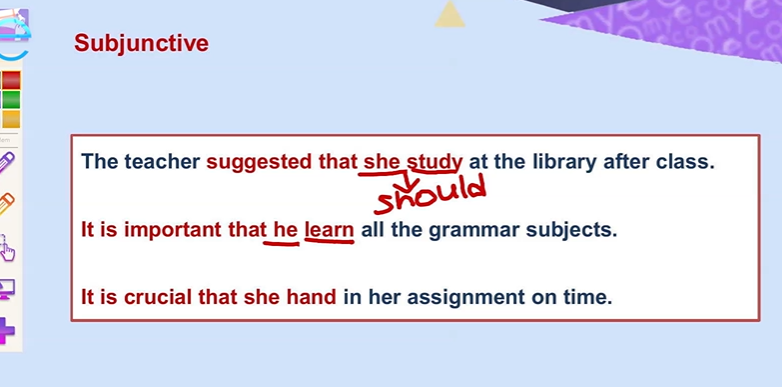 Subjunctive
The teacher suggested that she study at the library after class.
should
It is important that he learn all the grammar subjects.
It is crucial that she hand in her assignment on time.